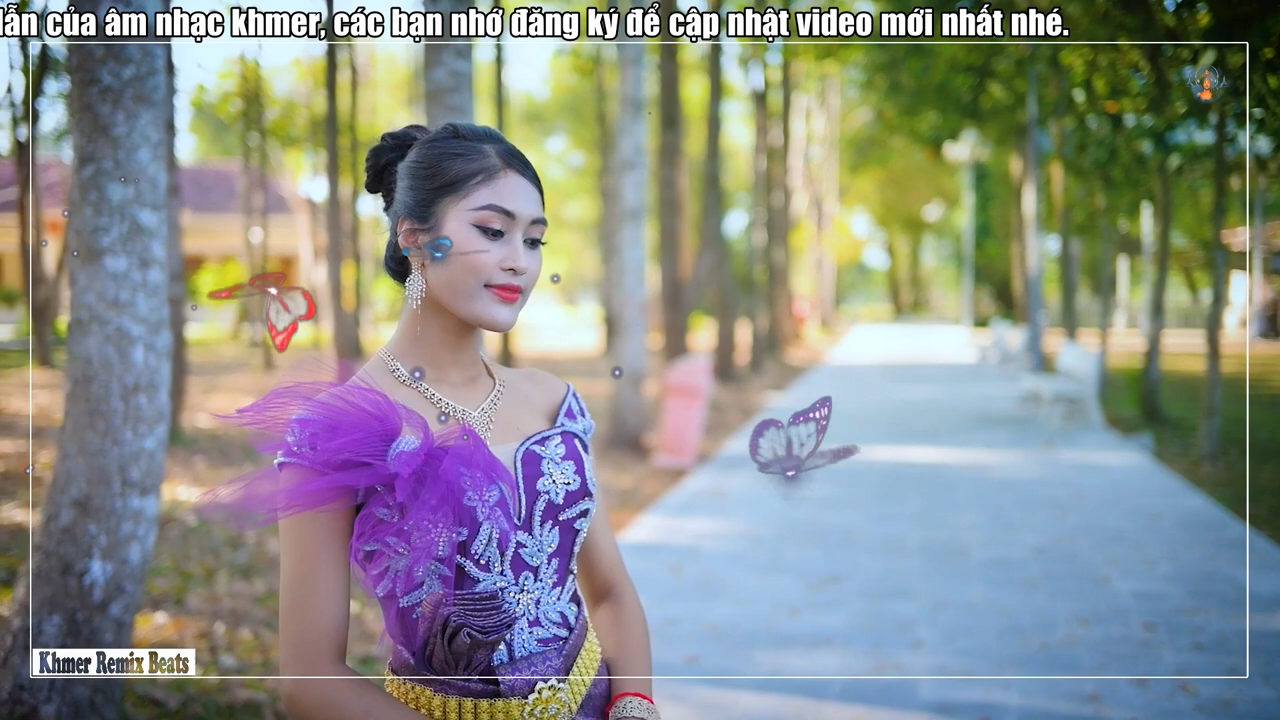 của âm nhạc khmer, các bạn nhớ đăng ký để cập nhật video mới nhất nhé.
Khmer Remix Beats